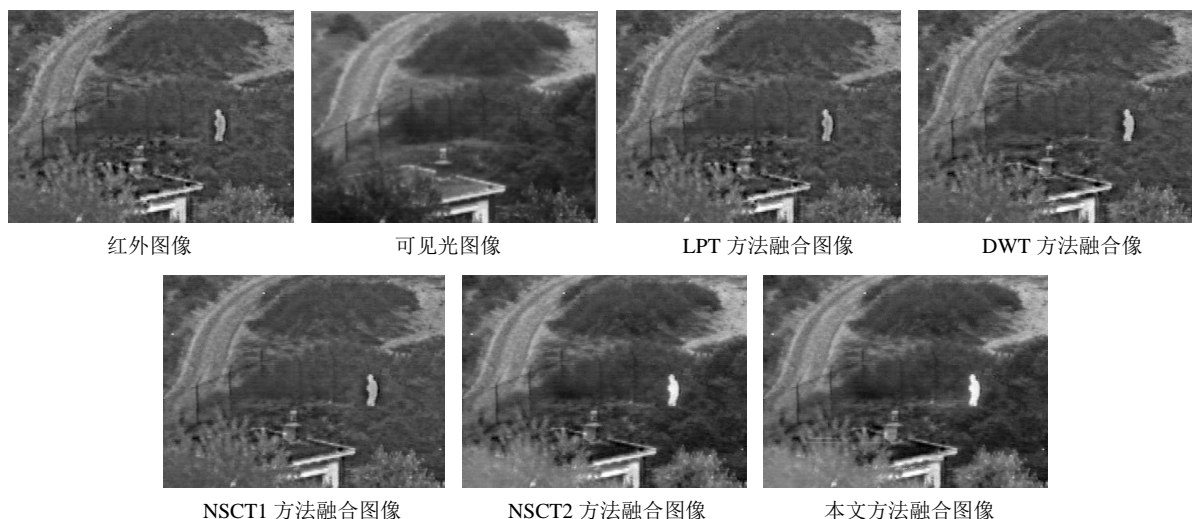 红外图像
可见光图像
LPT 方法融合图像
DWT 方法融合像
NSCT1 方法融合图像
NSCT2 方法融合图像
本文方法融合图像